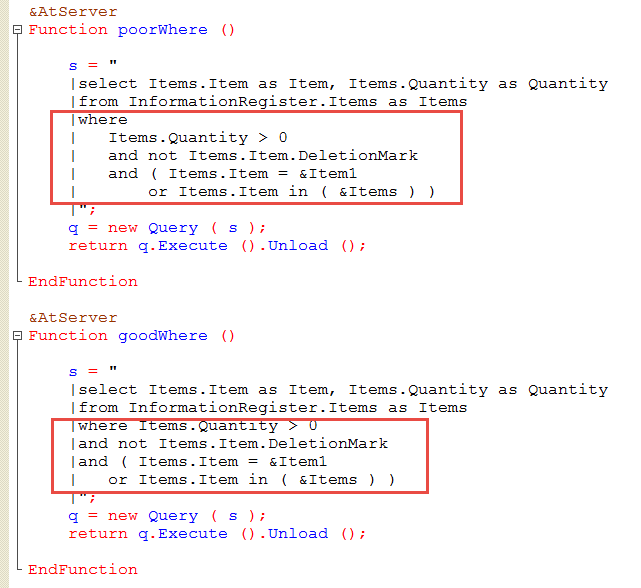 &AtServer
Function poorWhere ()
s = "
|select Items.Item as Item, Items.Quantity as Quantity
|from InformationRegister.Items as Items
|where
|   Items.Quantity > 0
|   and not Items.Item.DeletionMark
|   and ( Items.Item = &Item1
|       or Items.Item in ( &Items ) )
|";
q = new Query ( s );
return q.Execute ().Unload ();
EndFunction
&AtServer
Function goodWhere ()
s = "
|select Items.Item as Item, Items.Quantity as Quantity
|from InformationRegister.Items as Items
|where Items.Quantity > 0
|and not Items.Item.DeletionMark
|and ( Items.Item = &Item1
|   or Items.Item in ( &Items ) )
|";
q = new Query ( s );
return q.Execute ().Unload ();
EndFunction